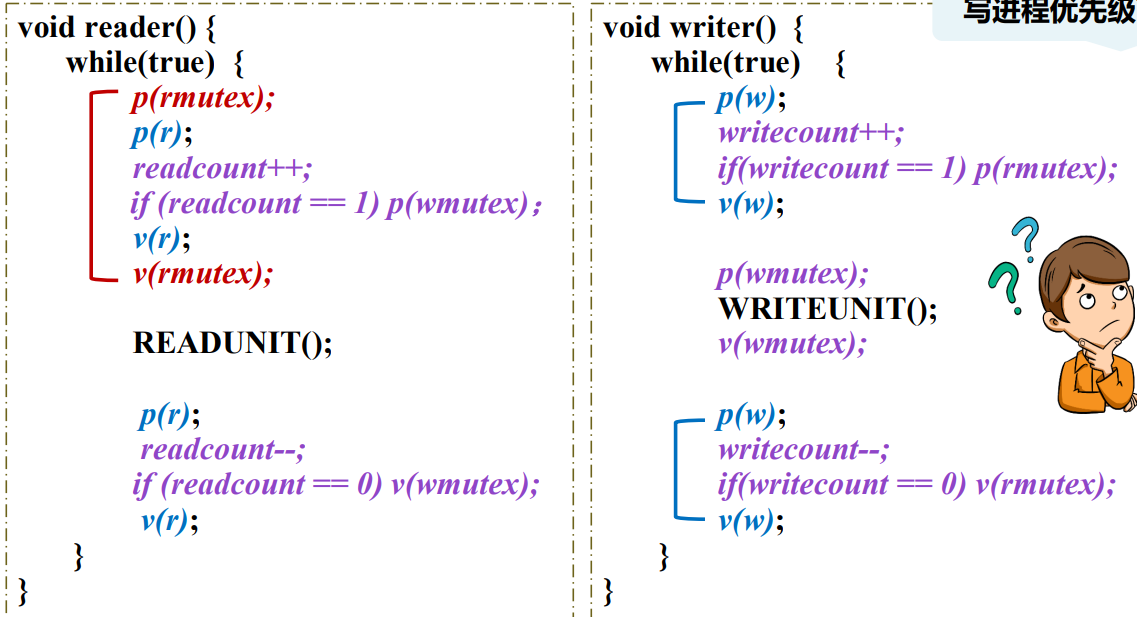 写进程优先级
void reader() {
while(true) {
p(rmutex);
p(r);
readcount++;
if (readcount == 1) p(wmutex)；
v(r);
v(rmutex);
READUNIT();
p(r);
readcount--;
if (readcount == 0) v(wmutex);
v(r);
}
}
void writer() {
while(true) {
p(w);
writecount++;
if(writecount == 1) p(rmutex);
v(w);
p(wmutex);
WRITEUNIT();
v(wmutex);
p(w);
writecount--;
if(writecount == 0) v(rmutex);
v(w);
}
}